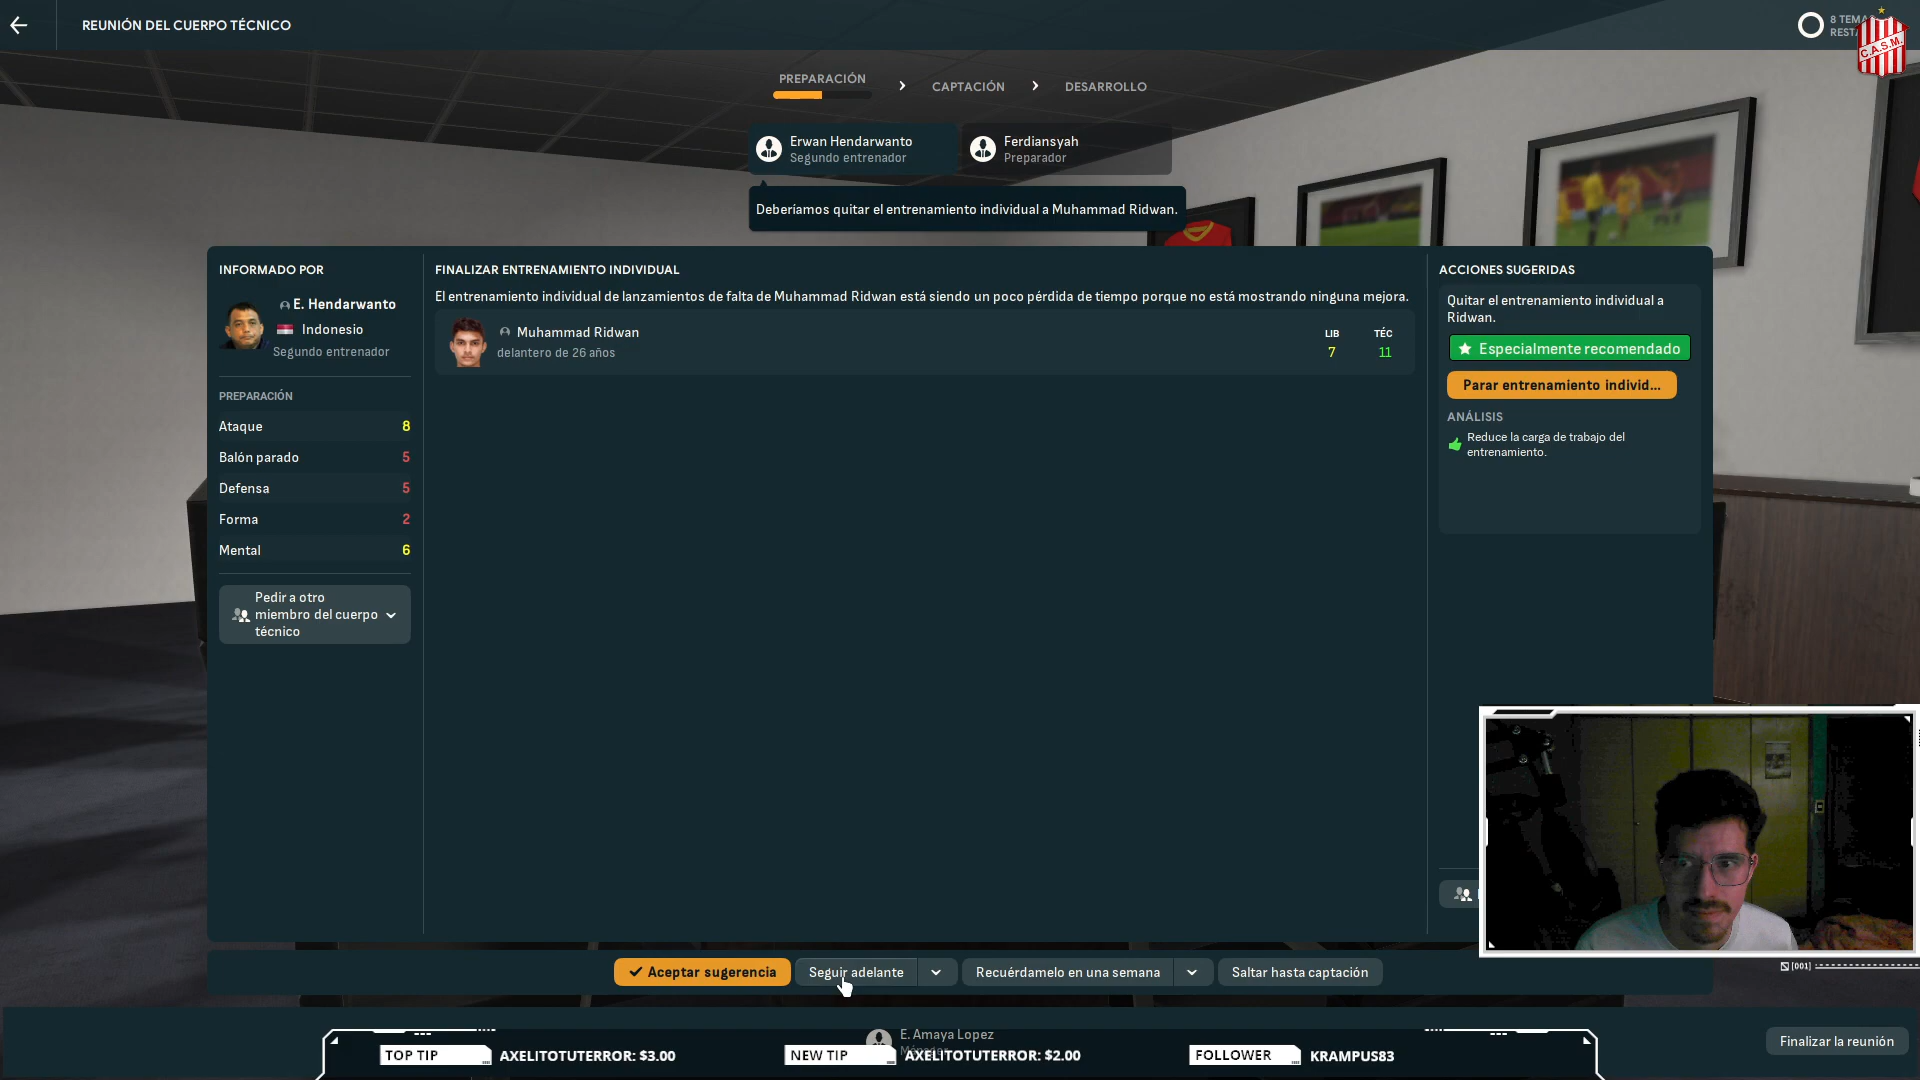 REUNIÓN DEL CUERPO TÉCNICO
8 TEMA
REST
C.A.S.M.
PREPARACIÓN
CAPTACIÓN
DESARROLLO
Erwan Hendarwanto
Segundo entrenador
Ferdiansyah
Preparador
Deberíamos quitar el entrenamiento individual a Muhammad Ridwan.
INFORMADO POR
E. Hendarwanto
Indonesio
Segundo entrenador
PREPARACIÓN
Ataque 8
Balón parado 5
Defensa 5
Forma 2
Mental 6
Pedir a otro
miembro del cuerpo
técnico
FINALIZAR ENTRENAMIENTO INDIVIDUAL
El entrenamiento individual de lanzamientos de falta de Muhammad Ridwan está siendo un poco pérdida de tiempo porque no está mostrando ninguna mejora.
Muhammad Ridwan
delantero de 26 años
LIB TÉC
7 11
ACCIONES SUGERIDAS
Quitar el entrenamiento individual a
Ridwan.
Especialmente recomendado
Parar entrenamiento individ...
ANÁLISIS
Reduce la carga de trabajo del
entrenamiento.
Aceptar sugerencia
Seguir adelante
Recuérdamelo en una semana
Saltar hasta captación
[001]
E. Amaya Lopez
TOP TIP
AXELITOTUTERROR: $3.00
NEW TIP
AXELITOTUTERROR: $2.00
FOLLOWER
KRAMPUS83
Finalizar la reunión